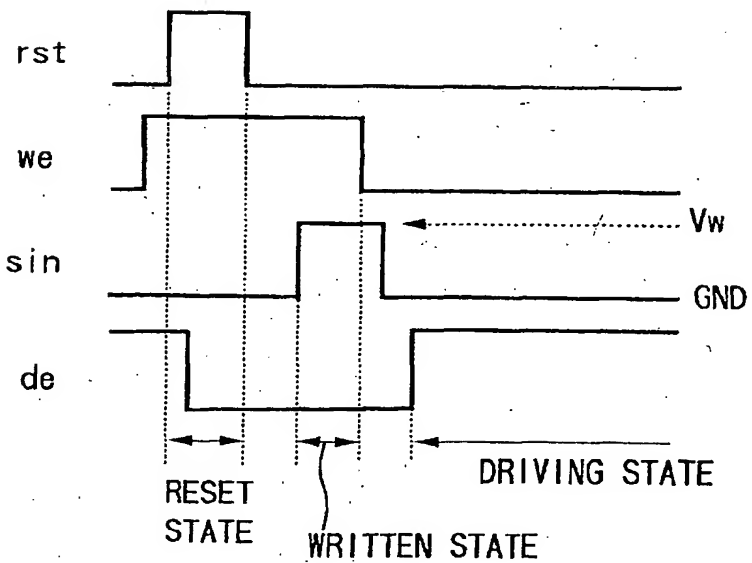 rst
we
Vw
sin
GND
de
DRIVING STATE
RESET
STATE
WRITTEN STATE